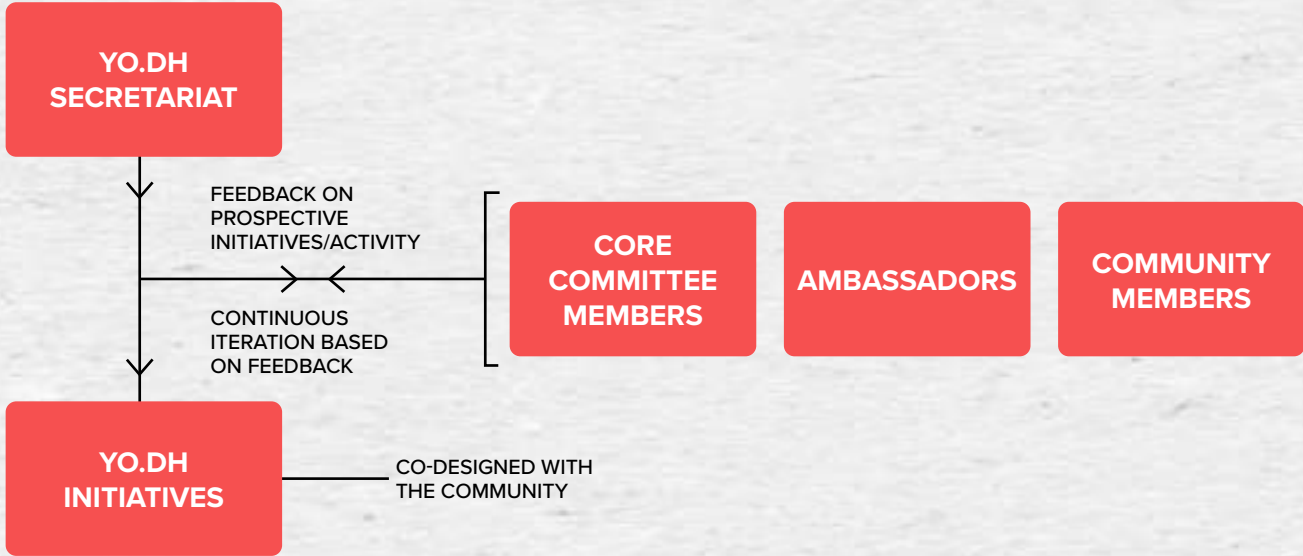 YO.DH
SECRETARIAT
FEEDBACK ON
PROSPECTIVE
INITIATIVES/ACTIVITY
CONTINUOUS
ITERATION BASED
ON FEEDBACK
CORE
COMMITTEE
MEMBERS
AMBASSADORS
COMMUNITY
MEMBERS
YO.DH
INITIATIVES
CO-DESIGNED WITH
THE COMMUNITY